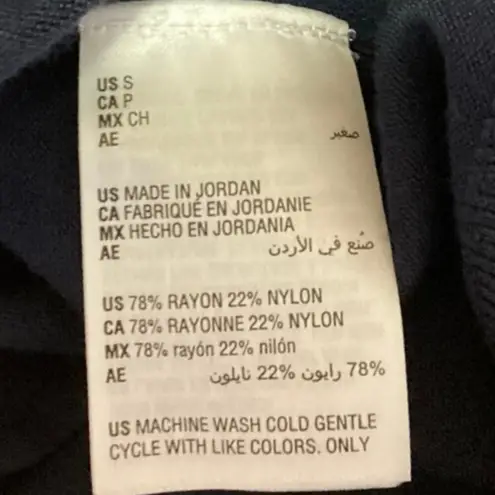 US S
CA P
MX CH
AE صغير
US MADE IN JORDAN
CA FABRIQUÉ EN JORDANIE
MX HECHO EN JORDANIA
AE صُنع في الأردن
US 78% RAYON 22% NYLON
CA 78% RAYONNE 22% NYLON
MX 78% rayón 22% nilón
AE 78% رايون 22% نايلون
US MACHINE WASH COLD GENTLE
CYCLE WITH LIKE COLORS. ONLY